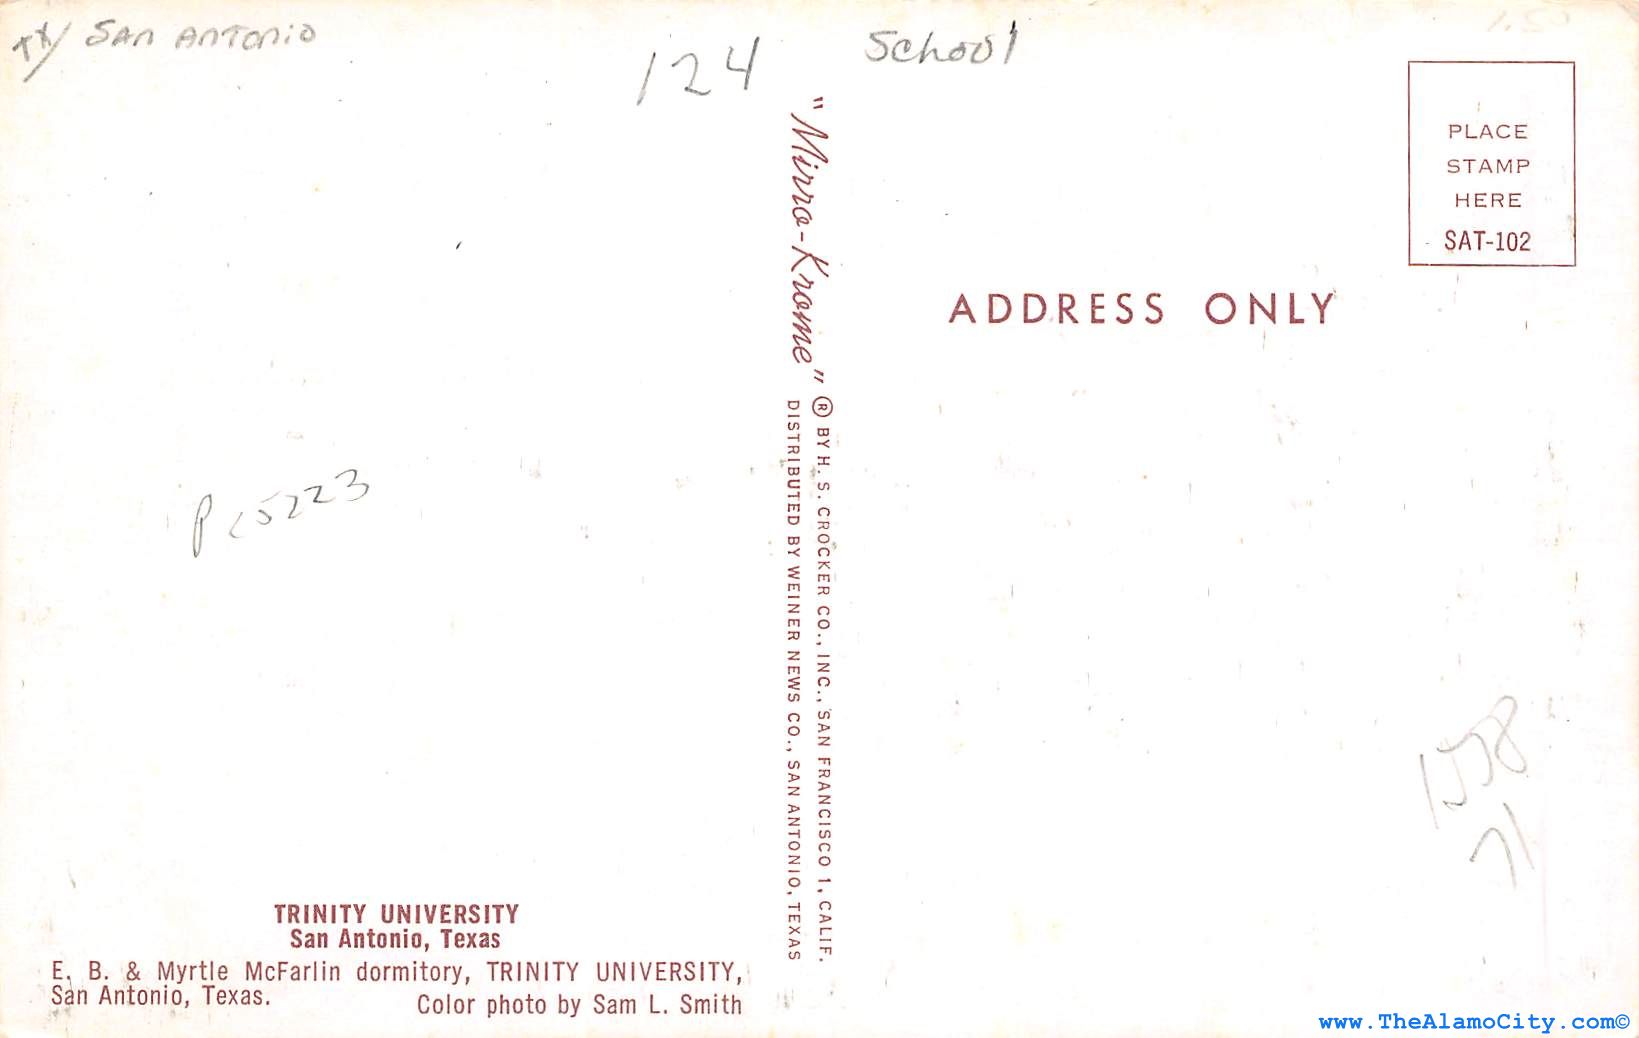 TX/ San Antonio
124
School
PLACE
STAMP
HERE
SAT-102
ADDRESS ONLY
"Mirro-Krome" ® BY H. S. CROCKER CO., INC., SAN FRANCISCO 1, CALIF.
DISTRIBUTED BY WEINER NEWS CO., SAN ANTONIO, TEXAS
TRINITY UNIVERSITY
San Antonio, Texas
E. B. & Myrtle McFarlin dormitory, TRINITY UNIVERSITY,
San Antonio, Texas.
Color photo by Sam L. Smith
www.TheAlamoCity.com©